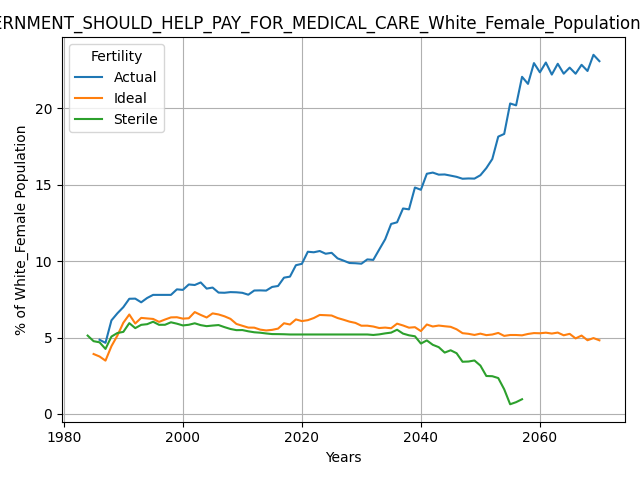 ERNMENT_SHOULD_HELP_PAY_FOR_MEDICAL_CARE_White_Female_Population
Fertility
Actual
Ideal
Sterile
% of White_Female Population
20
15
10
5
0
1980 2000 2020 2040 2060
Years